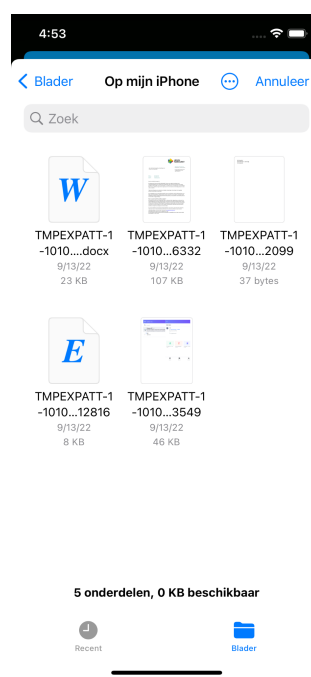 4:53
Blader
Op mijn iPhone
Annuleer
Zoek
W
TMPEXPATT-1
-1010....docx
9/13/22
23 KB
TMPEXPATT-1
-1010...6332
9/13/22
107 KB
TMPEXPATT-1
-1010...2099
9/13/22
37 bytes
E
TMPEXPATT-1
-1010...12816
9/13/22
8 KB
TMPEXPATT-1
-1010...3549
9/13/22
46 KB
5 onderdelen, 0 KB beschikbaar
Recent
Blader